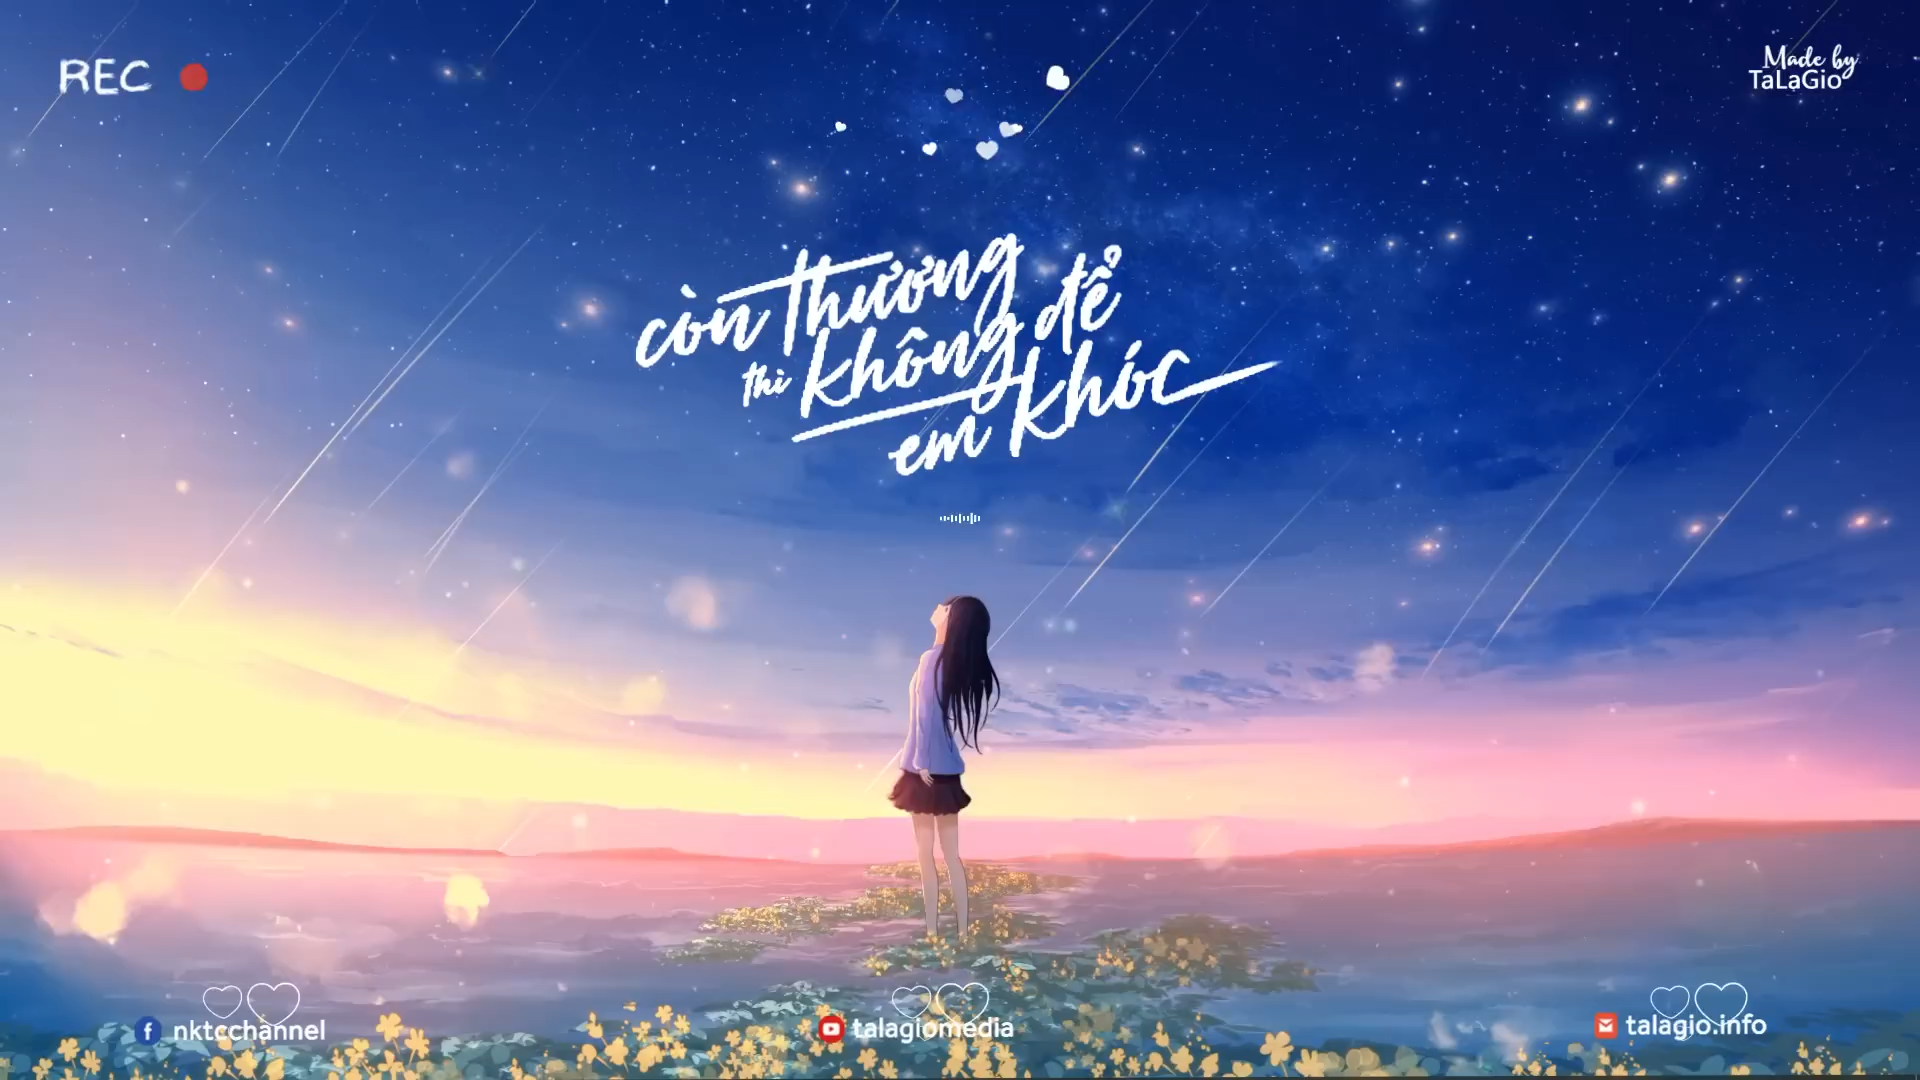 REC
Made by
TaLaGio
còn thương
thì không để
em khóc
nktcchannel
talagiomedia
talagio.info